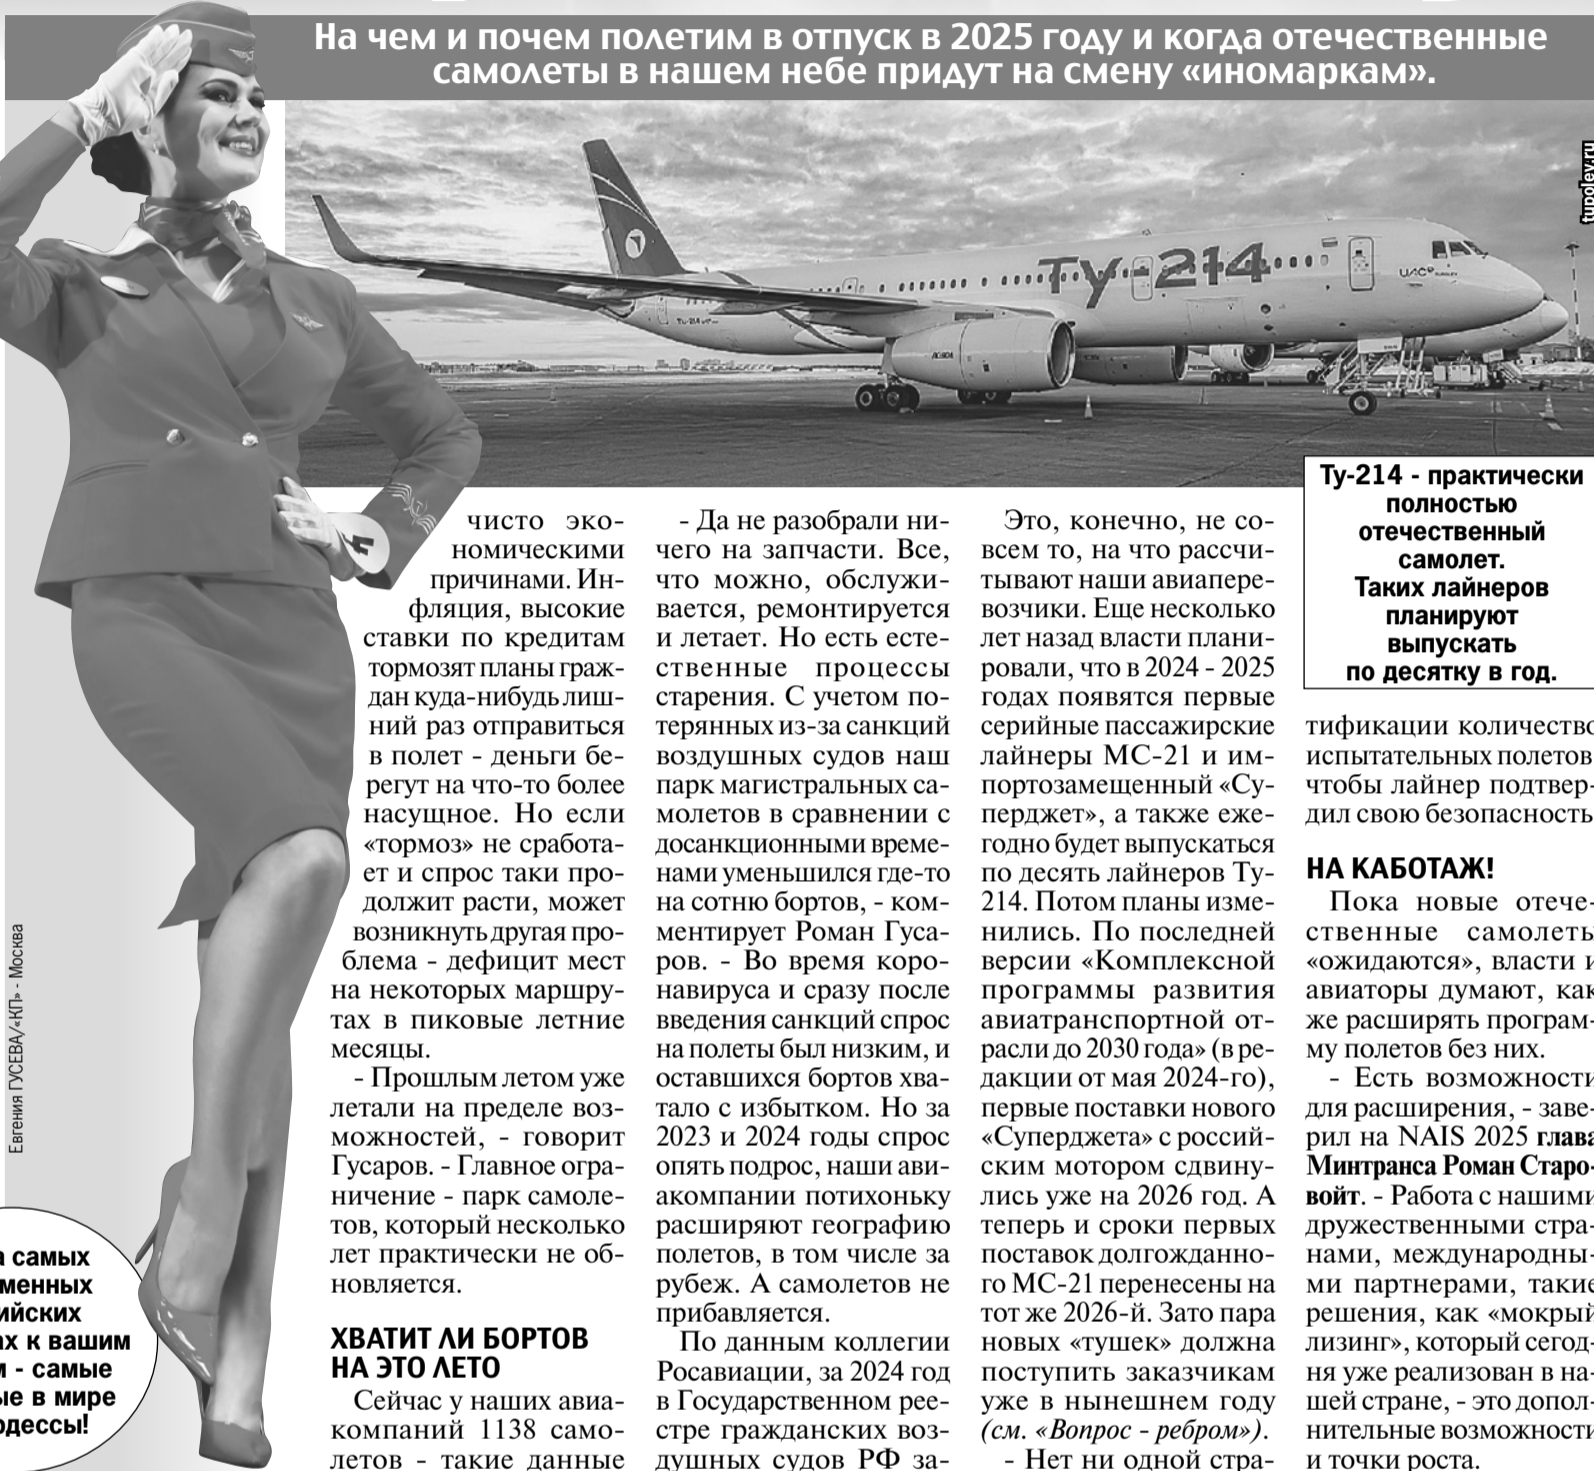 На чем и почем полетим в отпуск в 2025 году и когда отечественные
самолеты в нашем небе придут на смену «иномаркам».
tupolev.ru
ТУ-214
UAC
TUPOLEV
Ту-214 - практически
полностью
отечественный
самолет.
Таких лайнеров
планируют
выпускать
по десятку в год.
Евгения ГУСЕВА/«КП» - Москва
а самых
менных
ийских
ах к вашим
м - самые
ые в мире
рдессы!
чисто эко-
номическими
причинами. Ин-
фляция, высокие
ставки по кредитам
тормозят планы граж-
дан куда-нибудь лиш-
ний раз отправиться
в полет - деньги бе-
регут на что-то более
насущное. Но если
«тормоз» не сработа-
ет и спрос таки про-
должит расти, может
возникнуть другая про-
блема - дефицит мест
на некоторых маршру-
тах в пиковые летние
месяцы.
- Прошлым летом уже
летали на пределе воз-
можностей, - говорит
Гусаров. - Главное огра-
ничение - парк самоле-
тов, который несколько
лет практически не об-
новляется.
ХВАТИТ ЛИ БОРТОВ
НА ЭТО ЛЕТО
Сейчас у наших авиа-
компаний 1138 само-
летов - такие данные
- Да не разобрали ни-
чего на запчасти. Все,
что можно, обслужи-
вается, ремонтируется
и летает. Но есть есте-
ственные процессы
старения. С учетом по-
терянных из-за санкций
воздушных судов наш
парк магистральных са-
молетов в сравнении с
досанкционными време-
нами уменьшился где-то
на сотню бортов, - ком-
ментирует Роман Гуса-
ров. - Во время коро-
навируса и сразу после
введения санкций спрос
на полеты был низким, и
оставшихся бортов хва-
тало с избытком. Но за
2023 и 2024 годы спрос
опять подрос, наши ави-
акомпании потихоньку
расширяют географию
полетов, в том числе за
рубеж. А самолетов не
прибавляется.
По данным коллегии
Росавиации, за 2024 год
в Государственном рее-
стре гражданских воз-
душных судов РФ за-
Это, конечно, не со-
всем то, на что рассчи-
тывают наши авиапере-
возчики. Еще несколько
лет назад власти плани-
ровали, что в 2024 - 2025
годах появятся первые
серийные пассажирские
лайнеры МС-21 и им-
портозамещенный «Су-
перджет», а также еже-
годно будет выпускаться
по десять лайнеров Ту-
214. Потом планы изме-
нились. По последней
версии «Комплексной
программы развития
авиатранспортной от-
расли до 2030 года» (в ре-
дакции от мая 2024-го),
первые поставки нового
«Суперджета» с россий-
ским мотором сдвину-
лись уже на 2026 год. А
теперь и сроки первых
поставок долгожданно-
го МС-21 перенесены на
тот же 2026-й. Зато пара
новых «тушек» должна
поступить заказчикам
уже в нынешнем году
(см. «Вопрос - ребром»).
- Нет ни одной стра-
тификации количество
испытательных полетов
чтобы лайнер подтвер-
дил свою безопасность
НА КАБОТАЖ!
Пока новые отече-
ственные самолеты
«ожидаются», власти и
авиаторы думают, как
же расширять програм-
му полетов без них.
- Есть возможности
для расширения, - заве-
рил на NAIS 2025 глава
Минтранса Роман Старо-
войт. - Работа с нашими
дружественными стра-
нами, международны-
ми партнерами, такие
решения, как «мокрый
лизинг», который сегод-
ня уже реализован в на-
шей стране, - это допол-
нительные возможности
и точки роста.